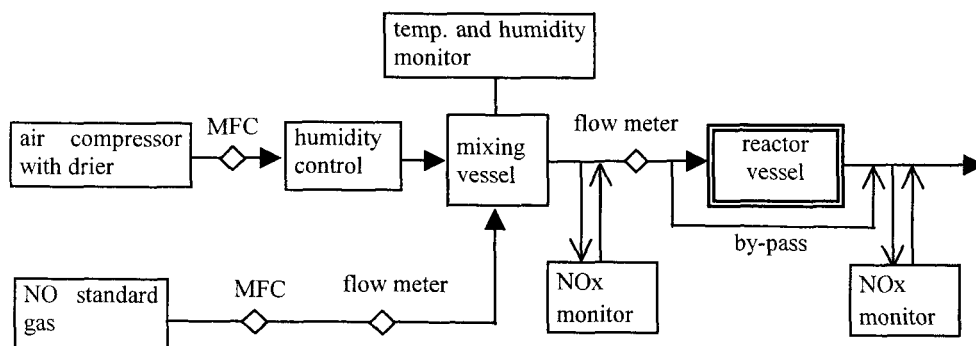 temp. and humidity
monitor
air compressor
with drier
MFC
humidity
control
mixing
vessel
flow meter
reactor
vessel
by-pass
NO standard
gas
MFC
flow meter
NOx
monitor
NOx
monitor